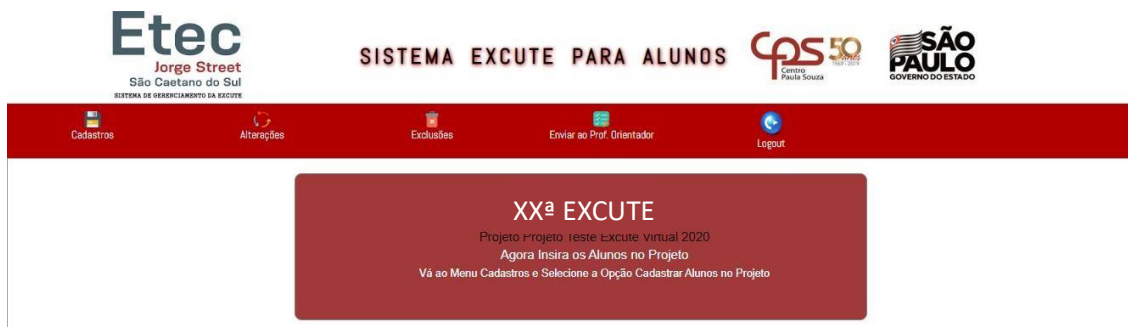 Etec
Jorge Street
São Caetano do Sul
SISTEMA DE GERENCIAMENTO DA EXCUTE
SISTEMA EXCUTE PARA ALUNOS
CPS 50 anos
1969 - 2019
Centro
Paula Souza
SÃO
PAULO
GOVERNO DO ESTADO
Cadastros
Alterações
Exclusões
Enviar ao Prof. Orientador
Logout
XXª EXCUTE
Projeto Projeto Teste Excute Virtual 2020
Agora Insira os Alunos no Projeto
Vá ao Menu Cadastros e Selecione a Opção Cadastrar Alunos no Projeto